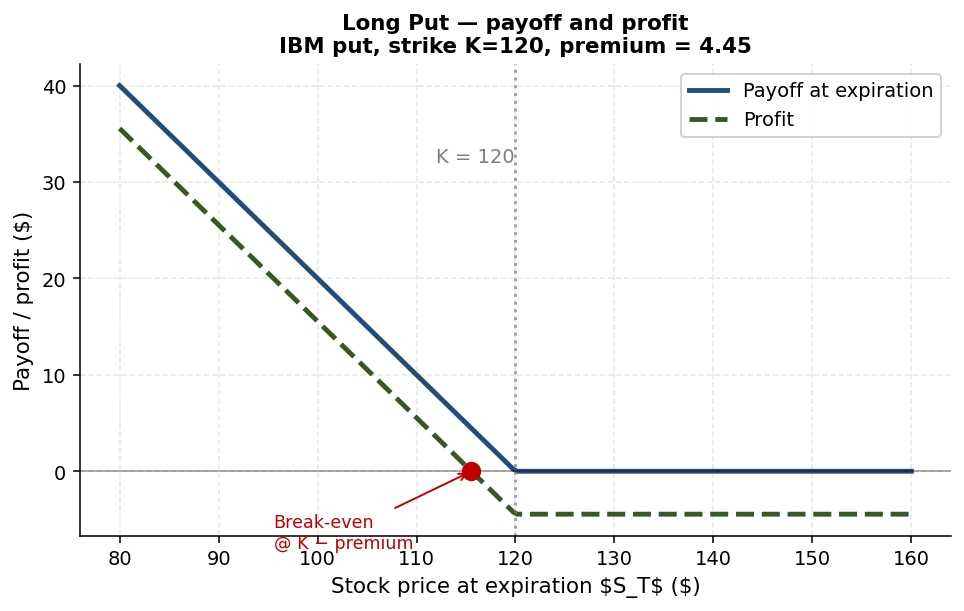 Long Put — payoff and profit
IBM put, strike K=120, premium = 4.45
Payoff at expiration
Profit
K = 120
Break-even
@ K − premium
Payoff / profit ($)
40
30
20
10
0
80 90 100 110 120 130 140 150 160
Stock price at expiration $S_T$ ($)